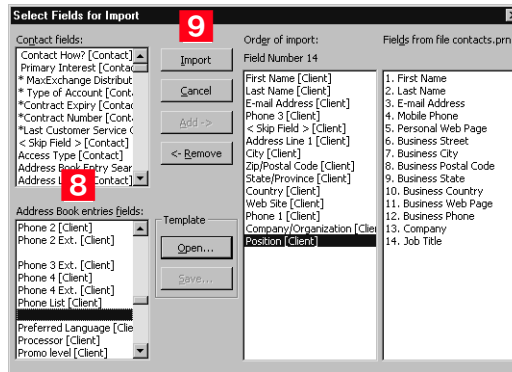 Select Fields for Import
9
Contact fields:
Contact How? [Contact]
Primary Interest [Contac
* MaxExchange Distribut
* Type of Account [Conta
*Contract Expiry [Contac
*Contract Number [Conta
*Last Customer Service C
< Skip Field > [Contact]
Access Type [Contact]
Address Book Entry Sear
Address L [Contact]
8
Address Book entries fields:
Phone 2 [Client]
Phone 2 Ext. [Client]
Phone 3 Ext. [Client]
Phone 4 [Client]
Phone 4 Ext. [Client]
Phone List [Client]
Preferred Language [Clie
Processor [Client]
Promo level [Client]
Import
Cancel
Add ->
<- Remove
Template
Open...
Save...
Order of import:
Field Number 14
First Name [Client]
Last Name [Client]
E-mail Address [Client]
Phone 3 [Client]
< Skip Field > [Client]
Address Line 1 [Client]
City [Client]
Zip/Postal Code [Client]
State/Province [Client]
Country [Client]
Web Site [Client]
Phone 1 [Client]
Company/Organization [Clien
Position [Client]
Fields from file contacts.prn
1. First Name
2. Last Name
3. E-mail Address
4. Mobile Phone
5. Personal Web Page
6. Business Street
7. Business City
8. Business Postal Code
9. Business State
10. Business Country
11. Business Web Page
12. Business Phone
13. Company
14. Job Title